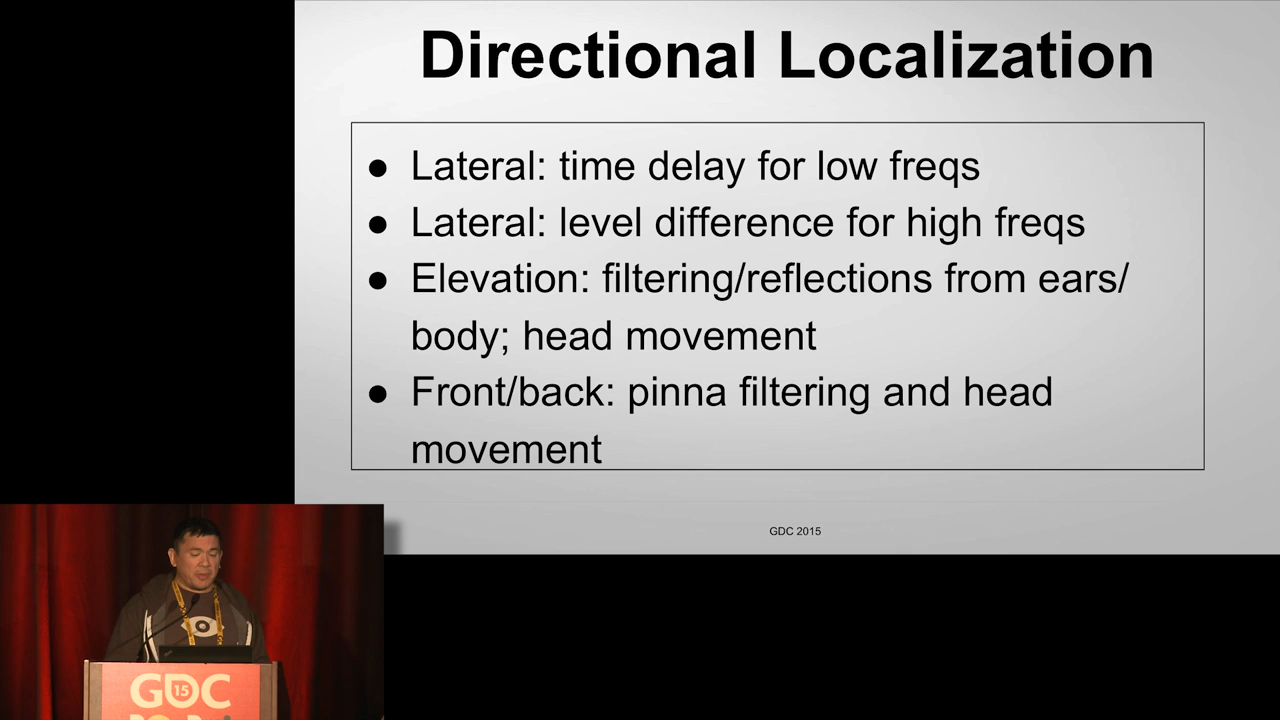 Directional Localization
● Lateral: time delay for low freqs
● Lateral: level difference for high freqs
● Elevation: filtering/reflections from ears/
body; head movement
● Front/back: pinna filtering and head
movement
GDC 2015
GDC
15